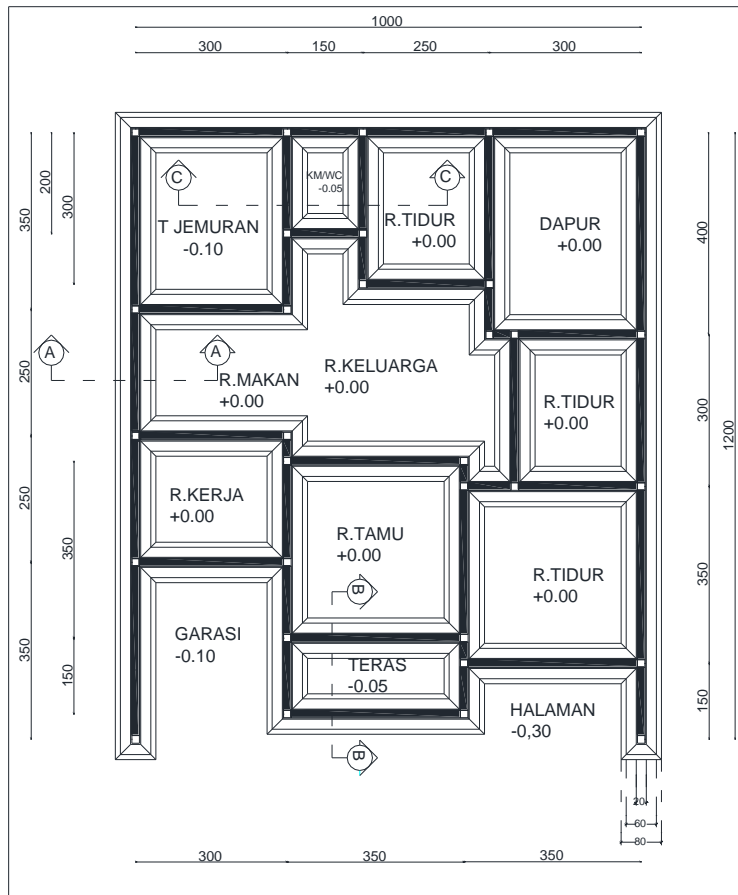 1000
300 150 250 300
350
200
300
400
C C
KM/WC
-0.05
T JEMURAN
-0.10
R.TIDUR
+0.00
DAPUR
+0.00
A A
250
R.MAKAN
+0.00
R.KELUARGA
+0.00
R.TIDUR
+0.00
300
1200
R.KERJA
+0.00
250
350
R.TAMU
+0.00
R.TIDUR
+0.00
350
B
GARASI
-0.10
350
TERAS
-0.05
150
HALAMAN
-0,30
150
B
20
60
80
300 350 350